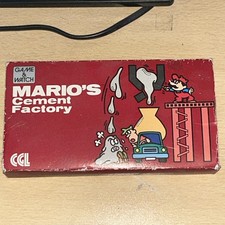 GAME &
WATCH
MARIO'S
Cement
Factory
CGL